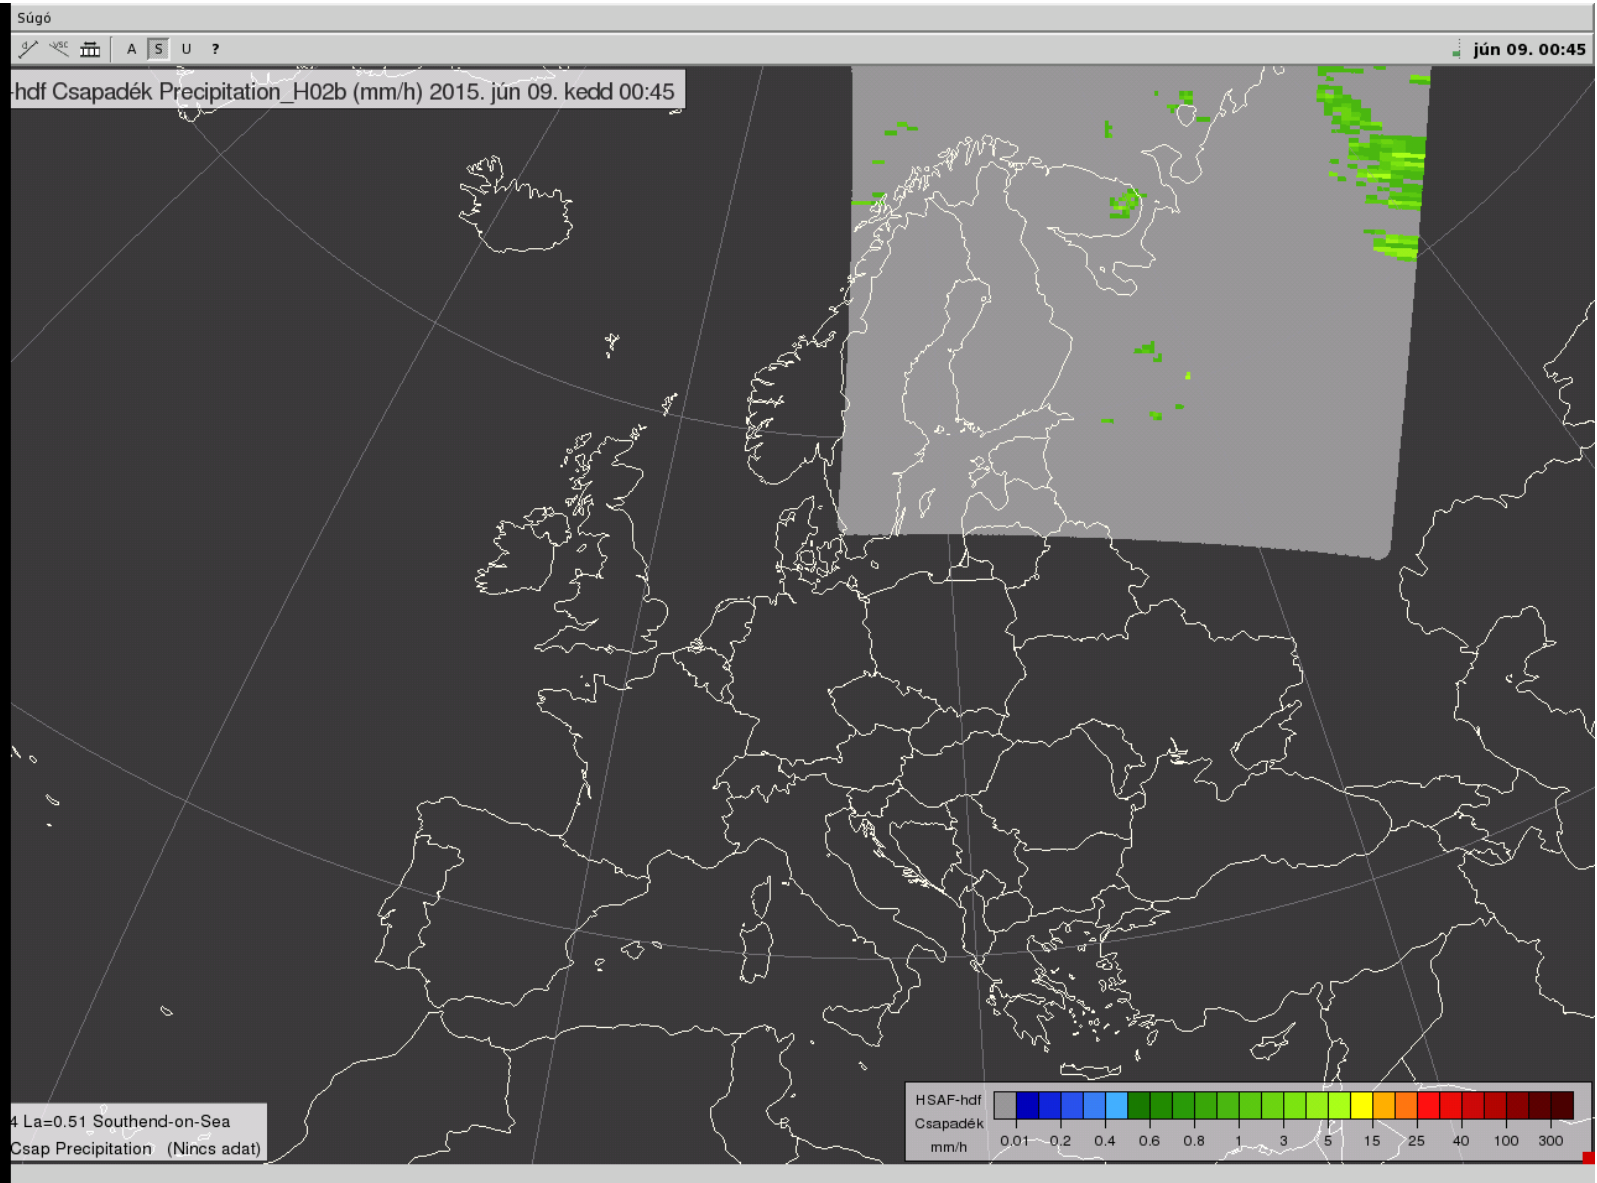 Súgó
A S U ?
jún 09. 00:45
-hdf Csapadék Precipitation_H02b (mm/h) 2015. jún 09. kedd 00:45
4 La=0.51 Southend-on-Sea
Csap Precipitation (Nincs adat)
HSAF-hdf
Csapadék
mm/h
0.01 0.2 0.4 0.6 0.8 1 3 5 15 25 40 100 300